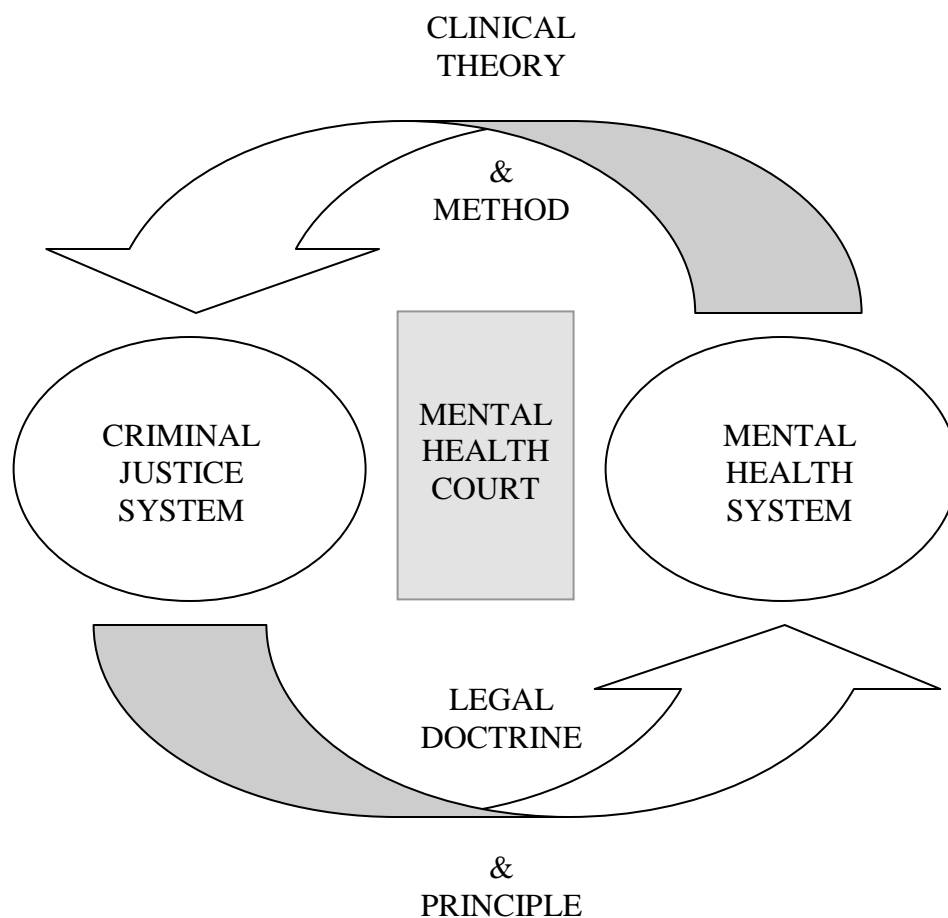 CLINICAL
THEORY
&
METHOD
CRIMINAL
JUSTICE
SYSTEM
MENTAL
HEALTH
COURT
MENTAL
HEALTH
SYSTEM
LEGAL
DOCTRINE
&
PRINCIPLE